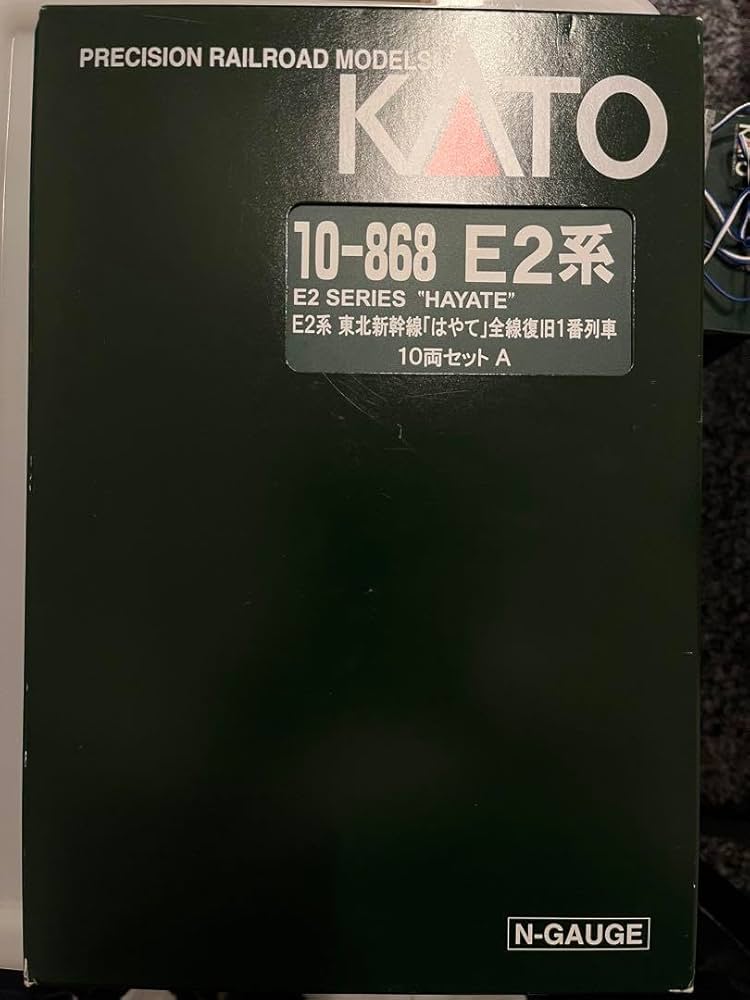 PRECISION RAILROAD MODELS
KATO
10-868 E2系
E2 SERIES "HAYATE"
E2系 東北新幹線「はやて」全線復旧1番列車
10両セット A
N-GAUGE